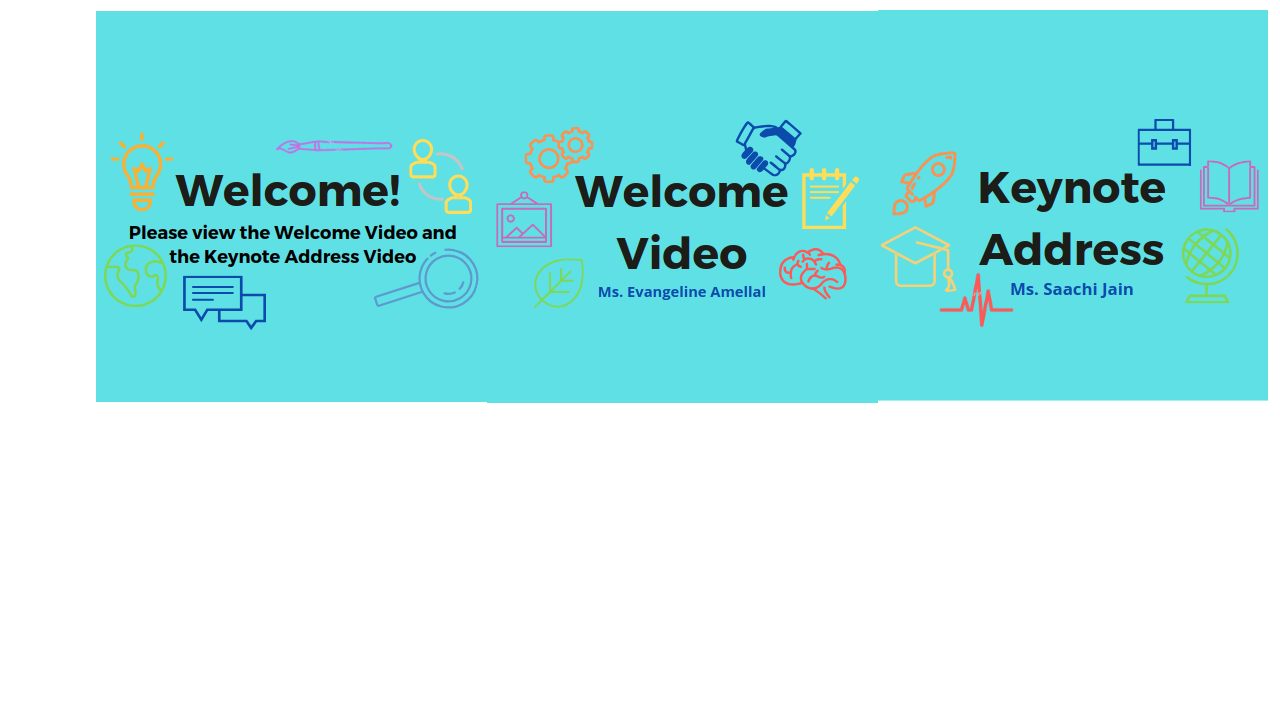 Welcome!
Please view the Welcome Video and
the Keynote Address Video
Welcome
Video
Ms. Evangeline Amellal
Keynote
Address
Ms. Saachi Jain